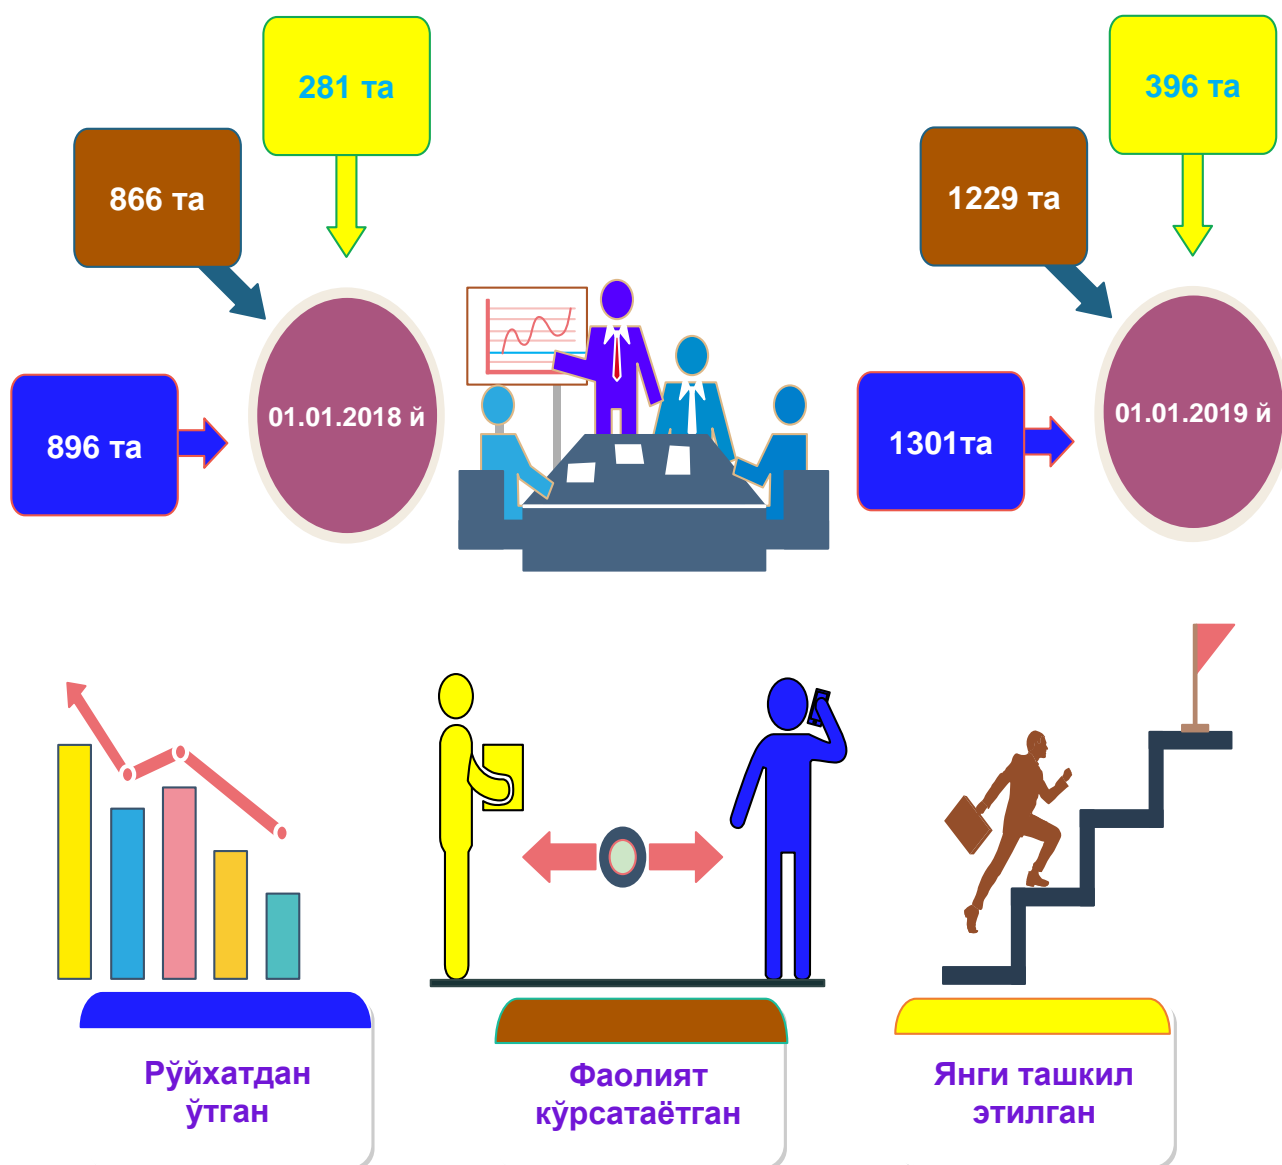 281 та
396 та
866 та
1229 та
896 та
01.01.2018 й
1301та
01.01.2019 й
Рўйхатдан
ўтган
Фаолият
кўрсатаётган
Янги ташкил
этилган